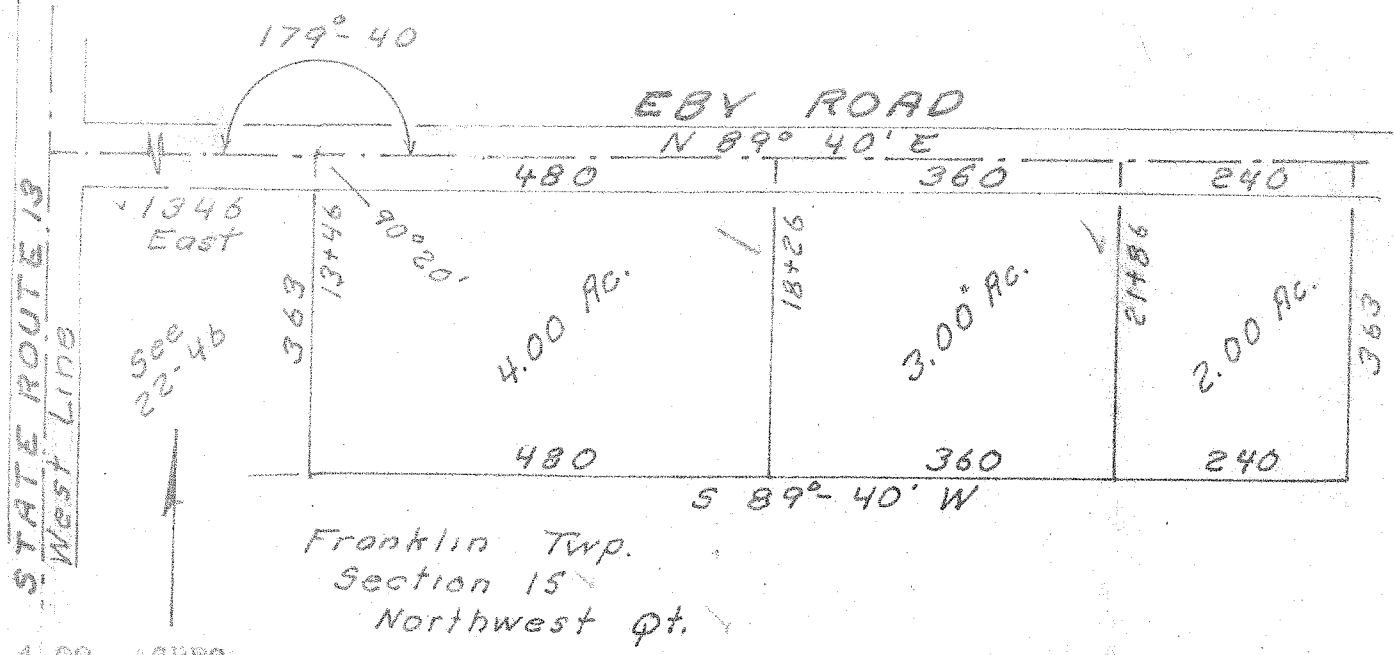 179°-40
EBY ROAD
N 89° 40' E
480 360 240
1346
East
90°20'
363
13+46
18+26
21+86
363
4.00 Ac.
3.00 Ac.
2.00 Ac.
See
22-46
STATE ROUTE 13
West Line
480 360 240
S 89°-40' W
Franklin Twp.
Section 15
Northwest Qt.